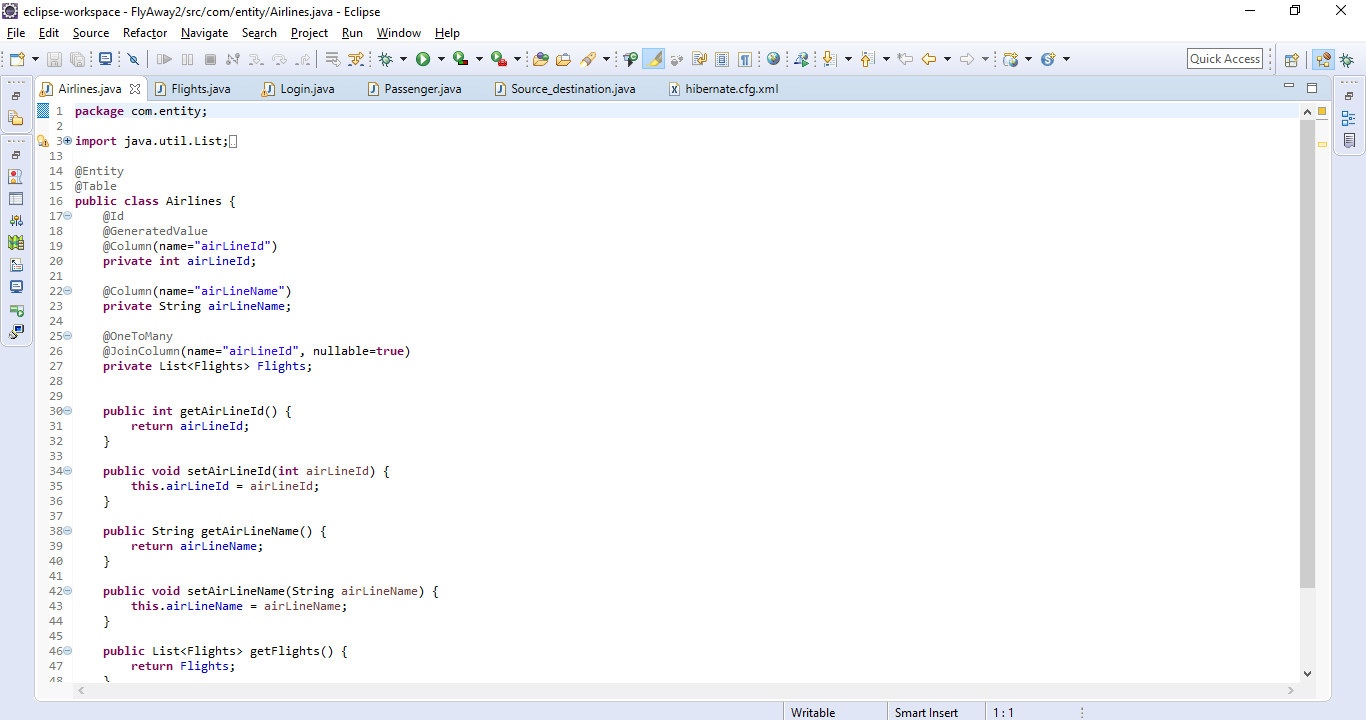 eclipse-workspace - FlyAway2/src/com/entity/Airlines.java - Eclipse
File Edit Source Refactor Navigate Search Project Run Window Help
Quick Access
Airlines.java Flights.java Login.java Passenger.java Source_destination.java hibernate.cfg.xml
1 package com.entity;
2
3 import java.util.List;
13
14 @Entity
15 @Table
16 public class Airlines {
17 @Id
18 @GeneratedValue
19 @Column(name="airLineId")
20 private int airLineId;
21
22 @Column(name="airLineName")
23 private String airLineName;
24
25 @OneToMany
26 @JoinColumn(name="airLineId", nullable=true)
27 private List<Flights> Flights;
28
29
30 public int getAirLineId() {
31 return airLineId;
32 }
33
34 public void setAirLineId(int airLineId) {
35 this.airLineId = airLineId;
36 }
37
38 public String getAirLineName() {
39 return airLineName;
40 }
41
42 public void setAirLineName(String airLineName) {
43 this.airLineName = airLineName;
44 }
45
46 public List<Flights> getFlights() {
47 return Flights;
48 }
Writable Smart Insert 1 : 1